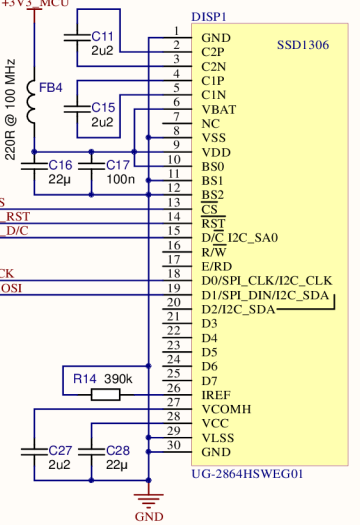 +3V3_MCU
DISP1
SSD1306
C11
2u2
C15
2u2
FB4
220R @ 100 MHz
C16
22µ
C17
100n
1 GND
2 C2P
3 C2N
4 C1P
5 C1N
6 VBAT
7 NC
8 VSS
9 VDD
10 BS0
11 BS1
12 BS2
S 13 CS
_RST 14 RST
_D/C 15 D/C I2C_SA0
16 R/W
17 E/RD
CK 18 D0/SPI_CLK/I2C_CLK
OSI 19 D1/SPI_DIN/I2C_SDA
20 D2/I2C_SDA
21 D3
22 D4
23 D5
24 D6
25 D7
26 IREF
27 VCOMH
28 VCC
29 VLSS
30 GND
R14 390k
C27
2u2
C28
22µ
UG-2864HSWEG01
GND